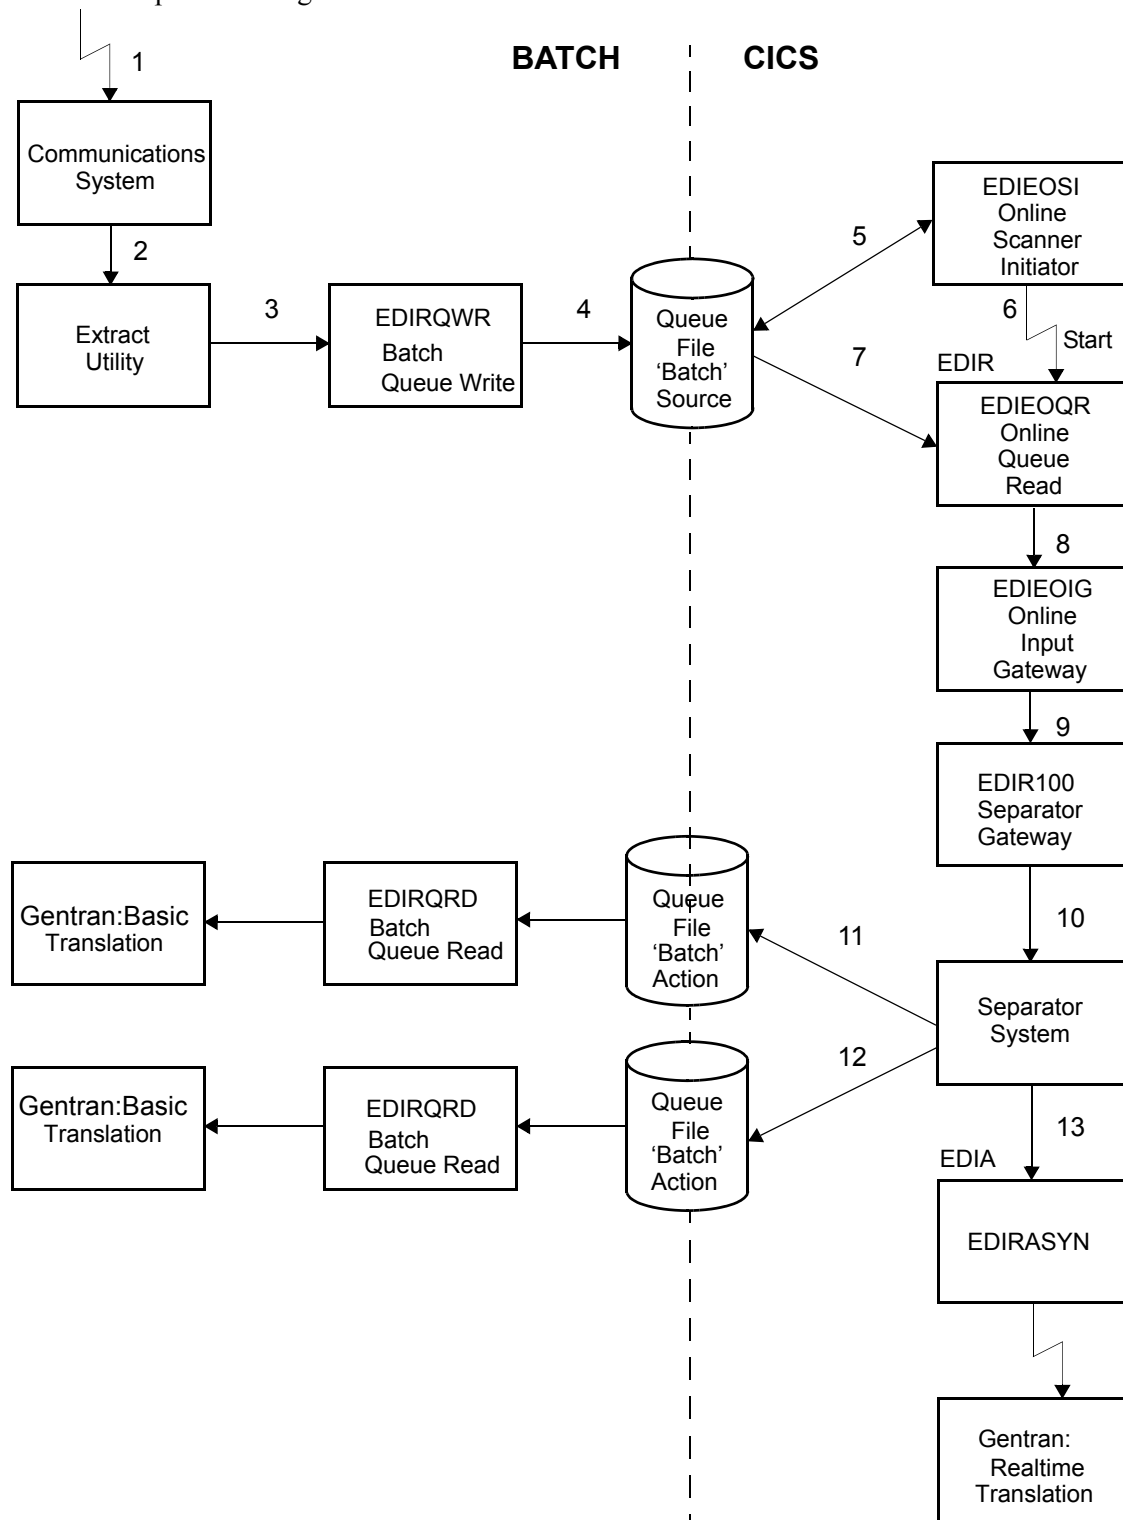 1
BATCH
CICS
Communications
System
2
Extract
Utility
3
EDIRQWR
Batch
Queue Write
4
Queue
File
‘Batch’
Source
5
EDIEOSI
Online
Scanner
Initiator
6
Start
7
EDIR
EDIEOQR
Online
Queue
Read
8
EDIEOIG
Online
Input
Gateway
9
EDIR100
Separator
Gateway
10
Separator
System
11
Queue
File
‘Batch’
Action
EDIRQRD
Batch
Queue Read
Gentran:Basic
Translation
12
Queue
File
‘Batch’
Action
EDIRQRD
Batch
Queue Read
Gentran:Basic
Translation
13
EDIA
EDIRASYN
Gentran:
Realtime
Translation